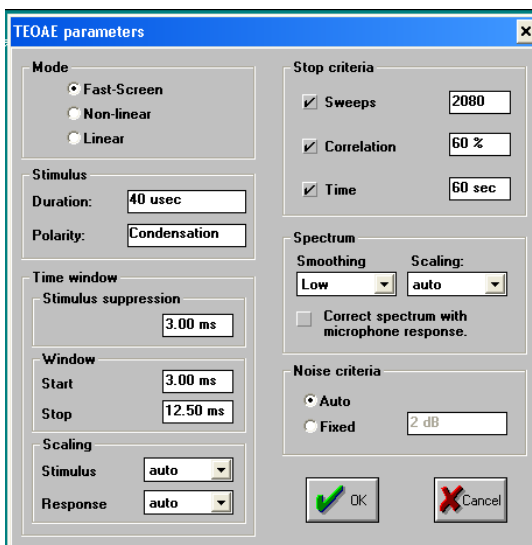 TEOAE parameters
Mode
Fast-Screen
Non-linear
Linear
Stimulus
Duration: 40 usec
Polarity: Condensation
Time window
Stimulus suppression
3.00 ms
Window
Start 3.00 ms
Stop 12.50 ms
Scaling
Stimulus auto
Response auto
Stop criteria
Sweeps 2080
Correlation 60 %
Time 60 sec
Spectrum
Smoothing Scaling:
Low auto
Correct spectrum with
microphone response.
Noise criteria
Auto
Fixed 2 dB
OK Cancel